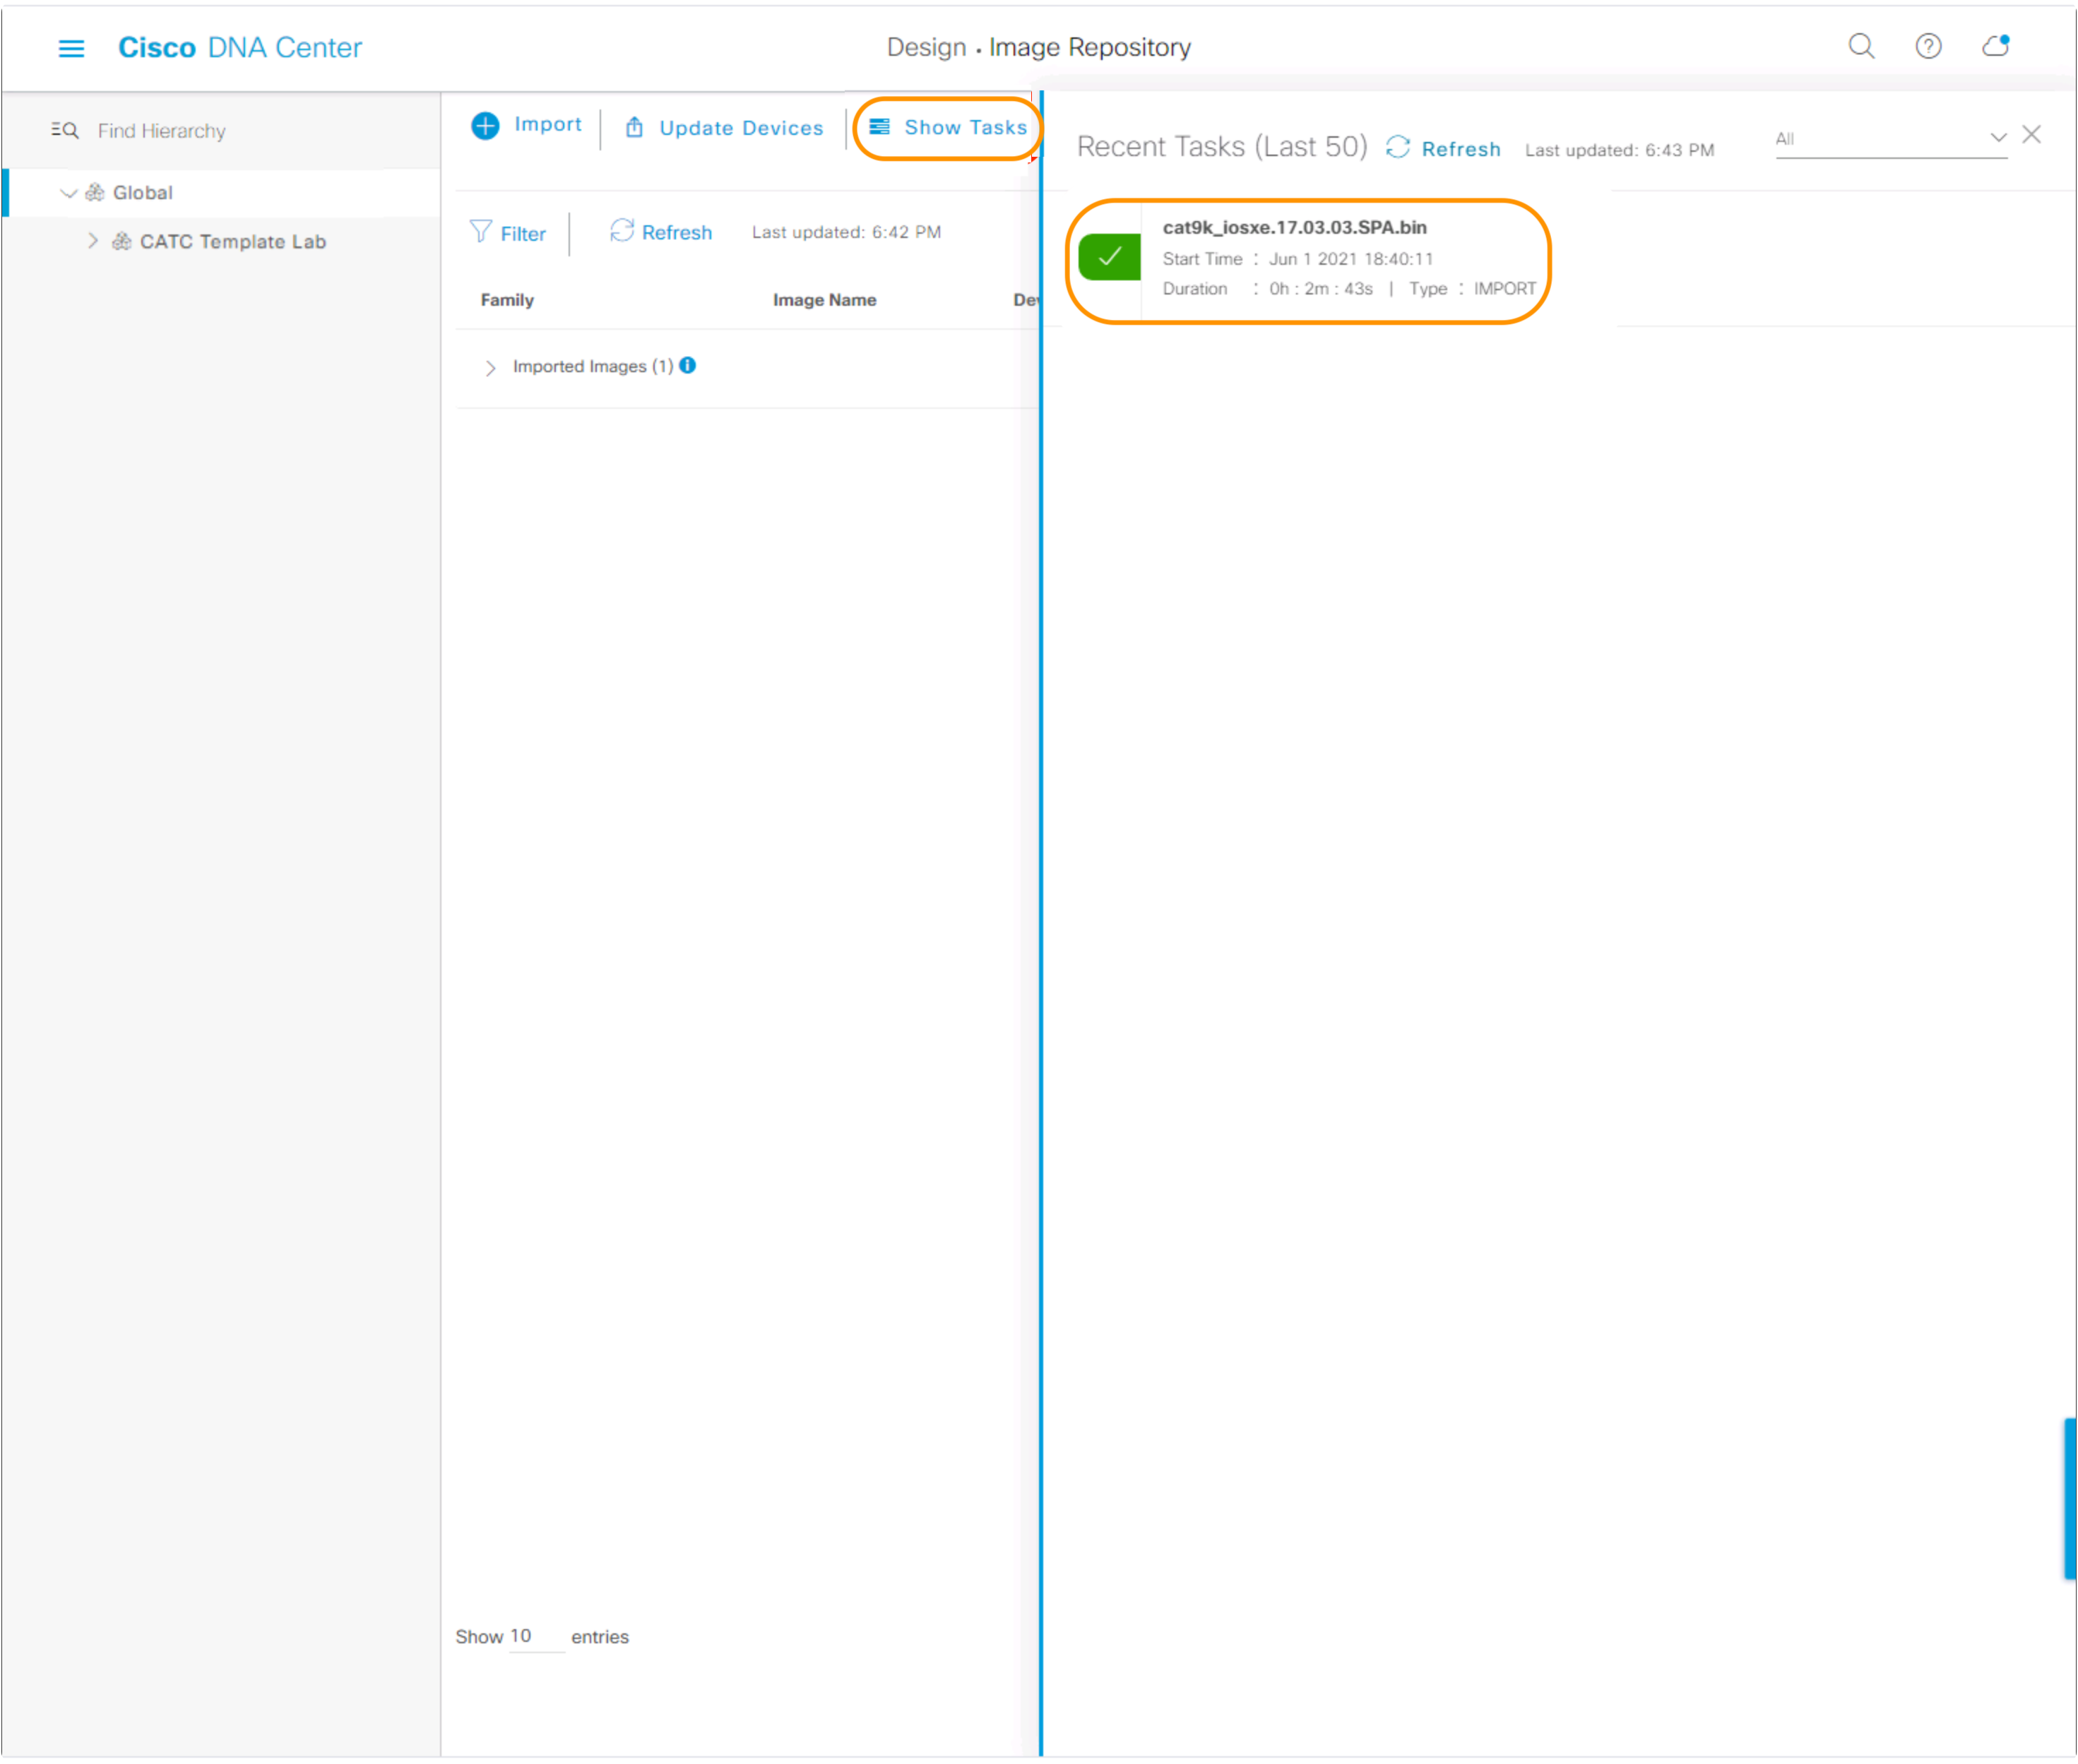 Cisco DNA Center
Design • Image Repository
Find Hierarchy
Global
CATC Template Lab
Import
Update Devices
Show Tasks
Filter
Refresh
Last updated: 6:42 PM
Family
Image Name
Imported Images (1)
Show 10 entries
Recent Tasks (Last 50)
Refresh
Last updated: 6:43 PM
All
cat9k_iosxe.17.03.03.SPA.bin
Start Time : Jun 1 2021 18:40:11
Duration : 0h : 2m : 43s | Type : IMPORT